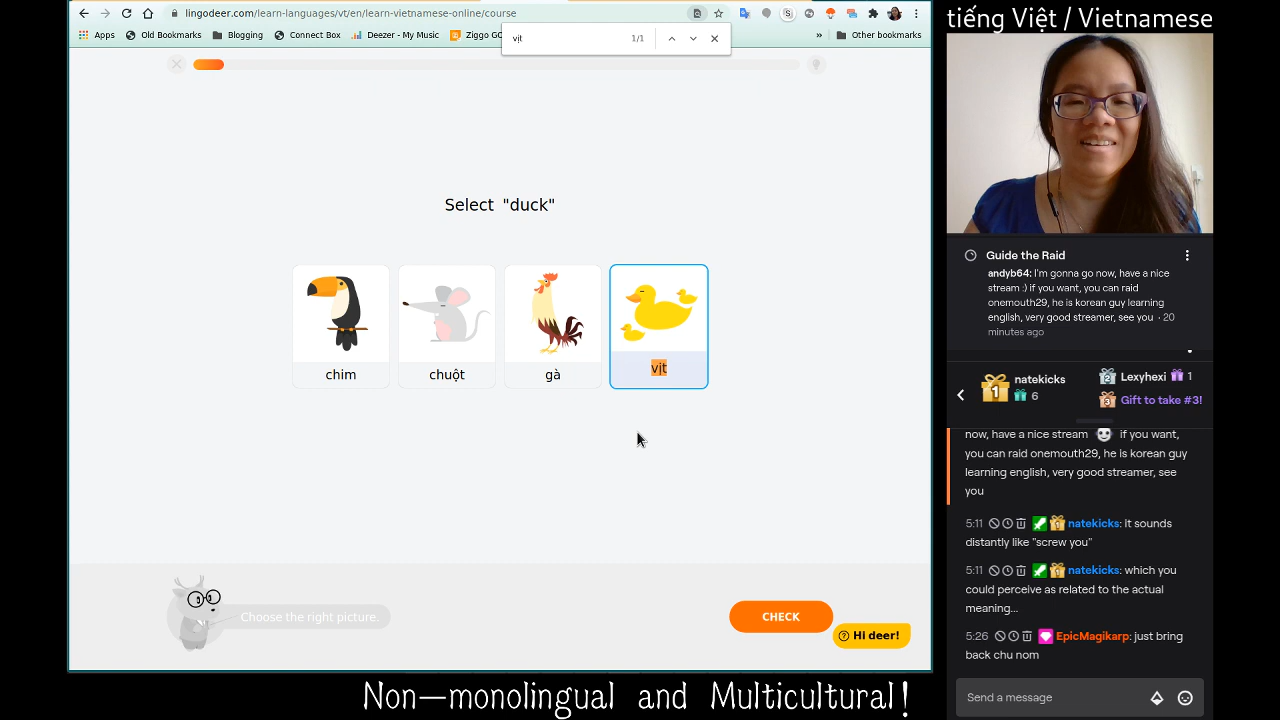 lingodeer.com/learn-languages/vt/en/learn-vietnamese-online/course
Apps Old Bookmarks Blogging Connect Box Deezer - My Music Ziggo GO » Other bookmarks
vịt 1/1
Select "duck"
chim chuột gà vịt
Choose the right picture.
CHECK
Hi deer!
Non-monolingual and Multicultural!
tiếng Việt / Vietnamese
Guide the Raid
andyb64: I'm gonna go now, have a nice
stream :) if you want, you can raid
onemouth29, he is korean guy learning
english, very good streamer, see you · 20
minutes ago
1 natekicks
6
2 Lexyhexi 1
3 Gift to take #3!
now, have a nice stream if you want,
you can raid onemouth29, he is korean guy
learning english, very good streamer, see
you
5:11 natekicks: it sounds
distantly like "screw you"
5:11 natekicks: which you
could perceive as related to the actual
meaning...
5:26 EpicMagikarp: just bring
back chu nom
Send a message